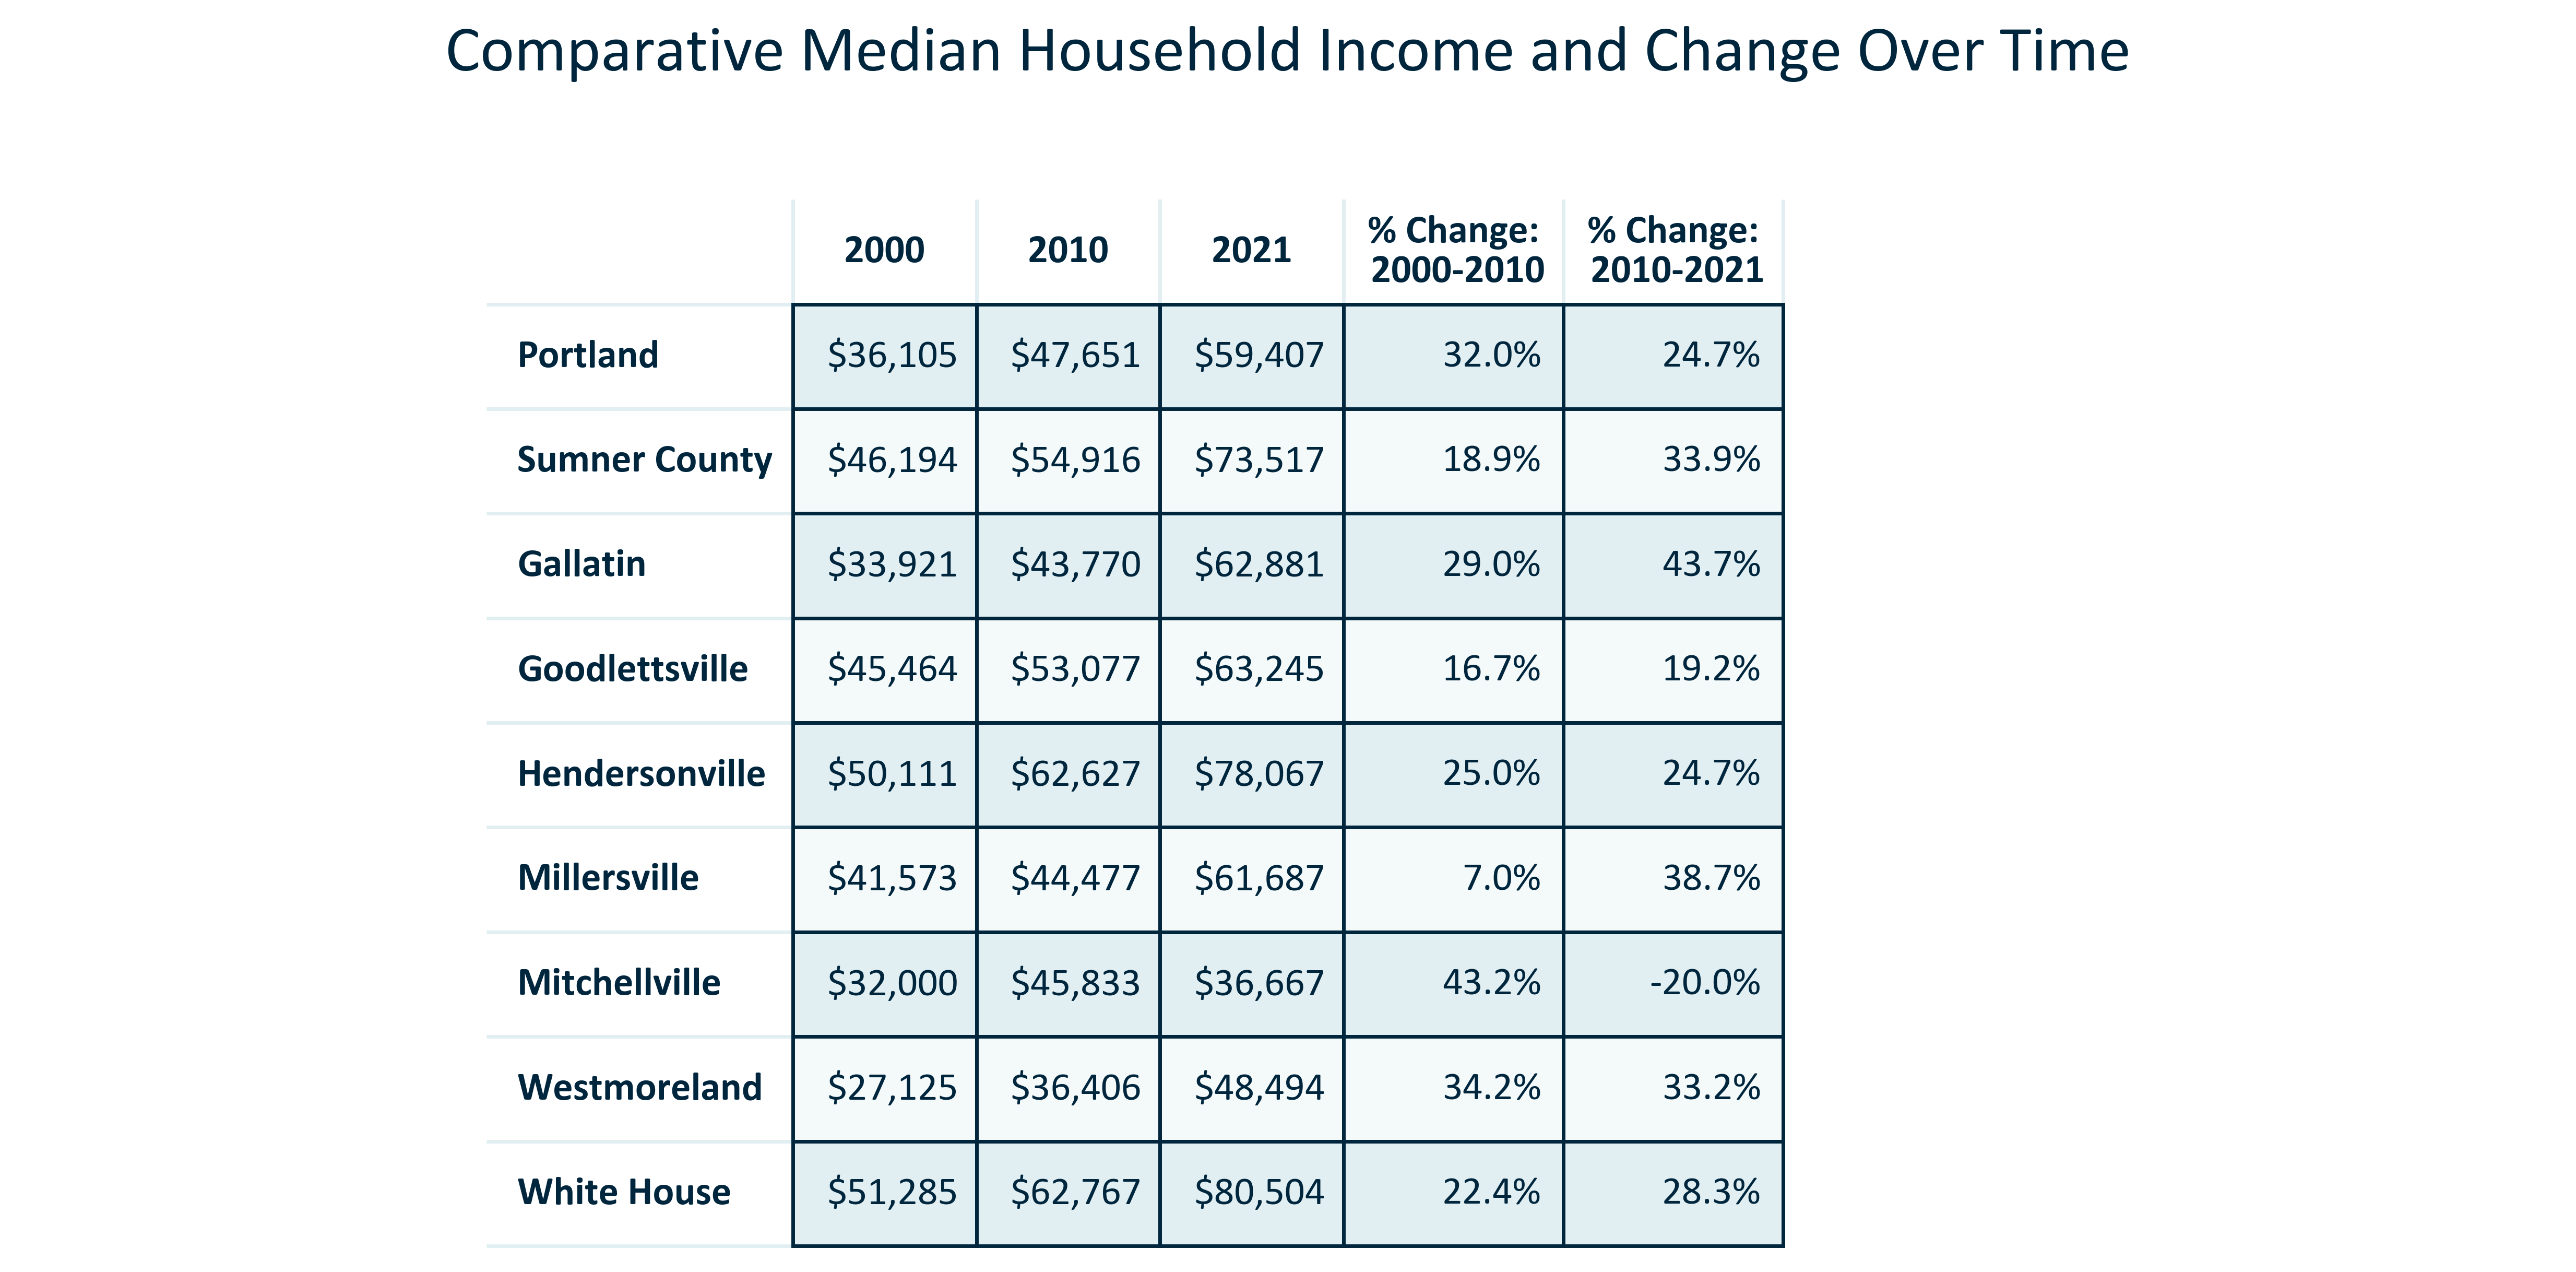 Comparative Median Household Income and Change Over Time
2000 2010 2021 % Change: 2000-2010 % Change: 2010-2021
Portland $36,105 $47,651 $59,407 32.0% 24.7%
Sumner County $46,194 $54,916 $73,517 18.9% 33.9%
Gallatin $33,921 $43,770 $62,881 29.0% 43.7%
Goodlettsville $45,464 $53,077 $63,245 16.7% 19.2%
Hendersonville $50,111 $62,627 $78,067 25.0% 24.7%
Millersville $41,573 $44,477 $61,687 7.0% 38.7%
Mitchellville $32,000 $45,833 $36,667 43.2% -20.0%
Westmoreland $27,125 $36,406 $48,494 34.2% 33.2%
White House $51,285 $62,767 $80,504 22.4% 28.3%